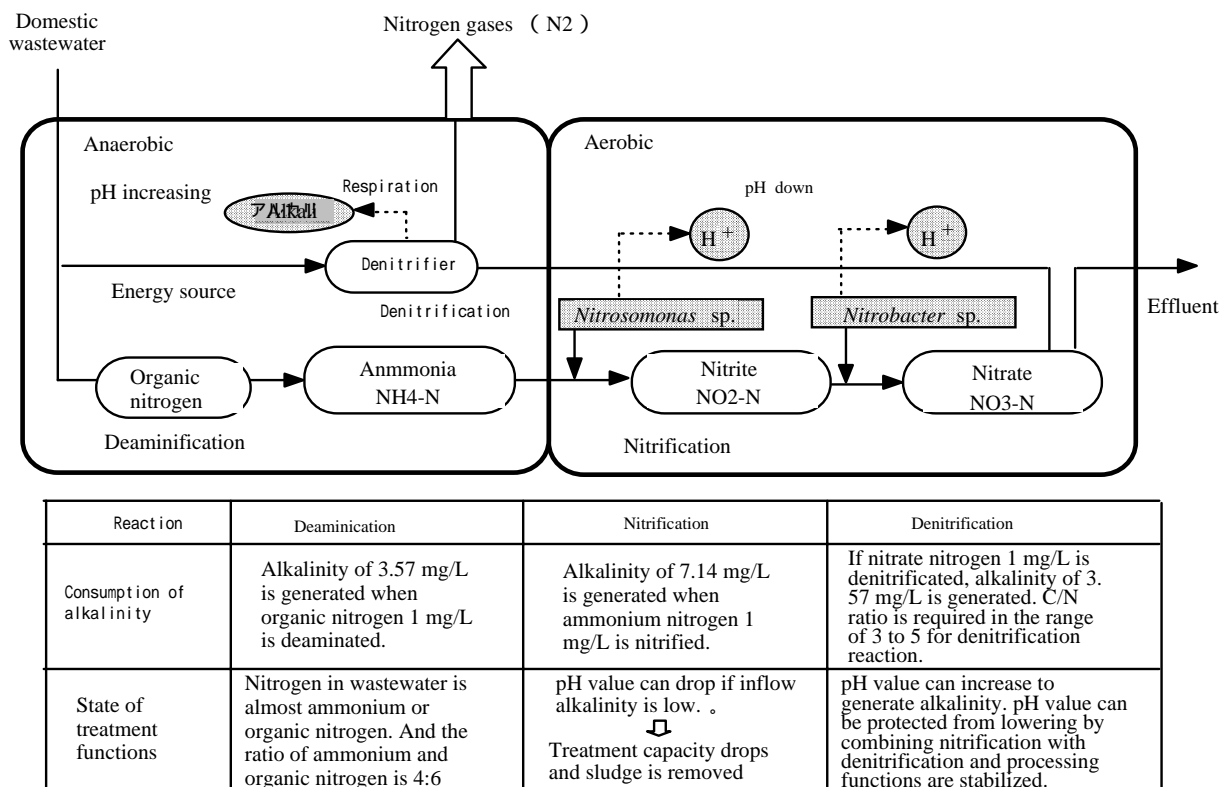 Domestic
wastewater
Nitrogen gases （ N2 ）
Anaerobic
Aerobic
pH increasing
Respiration
Alkali
pH down
H +
H +
Denitrifier
Energy source
Denitrification
Nitrosomonas sp.
Nitrobacter sp.
Effluent
Organic
nitrogen
Anmmonia
NH4-N
Nitrite
NO2-N
Nitrate
NO3-N
Deaminification
Nitrification
Reaction
Deaminication
Nitrification
Denitrification
Consumption of
alkalinity
Alkalinity of 3.57 mg/L
is generated when
organic nitrogen 1 mg/L
is deaminated.
Alkalinity of 7.14 mg/L
is generated when
ammonium nitrogen 1
mg/L is nitrified.
If nitrate nitrogen 1 mg/L is
denitrificated, alkalinity of 3.
57 mg/L is generated. C/N
ratio is required in the range
of 3 to 5 for denitrification
reaction.
State of
treatment
functions
Nitrogen in wastewater is
almost ammonium or
organic nitrogen. And the
ratio of ammonium and
organic nitrogen is 4:6
pH value can drop if inflow
alkalinity is low. 。
Treatment capacity drops
and sludge is removed
pH value can increase to
generate alkalinity. pH value can
be protected from lowering by
combining nitrification with
denitrification and processing
functions are stabilized.